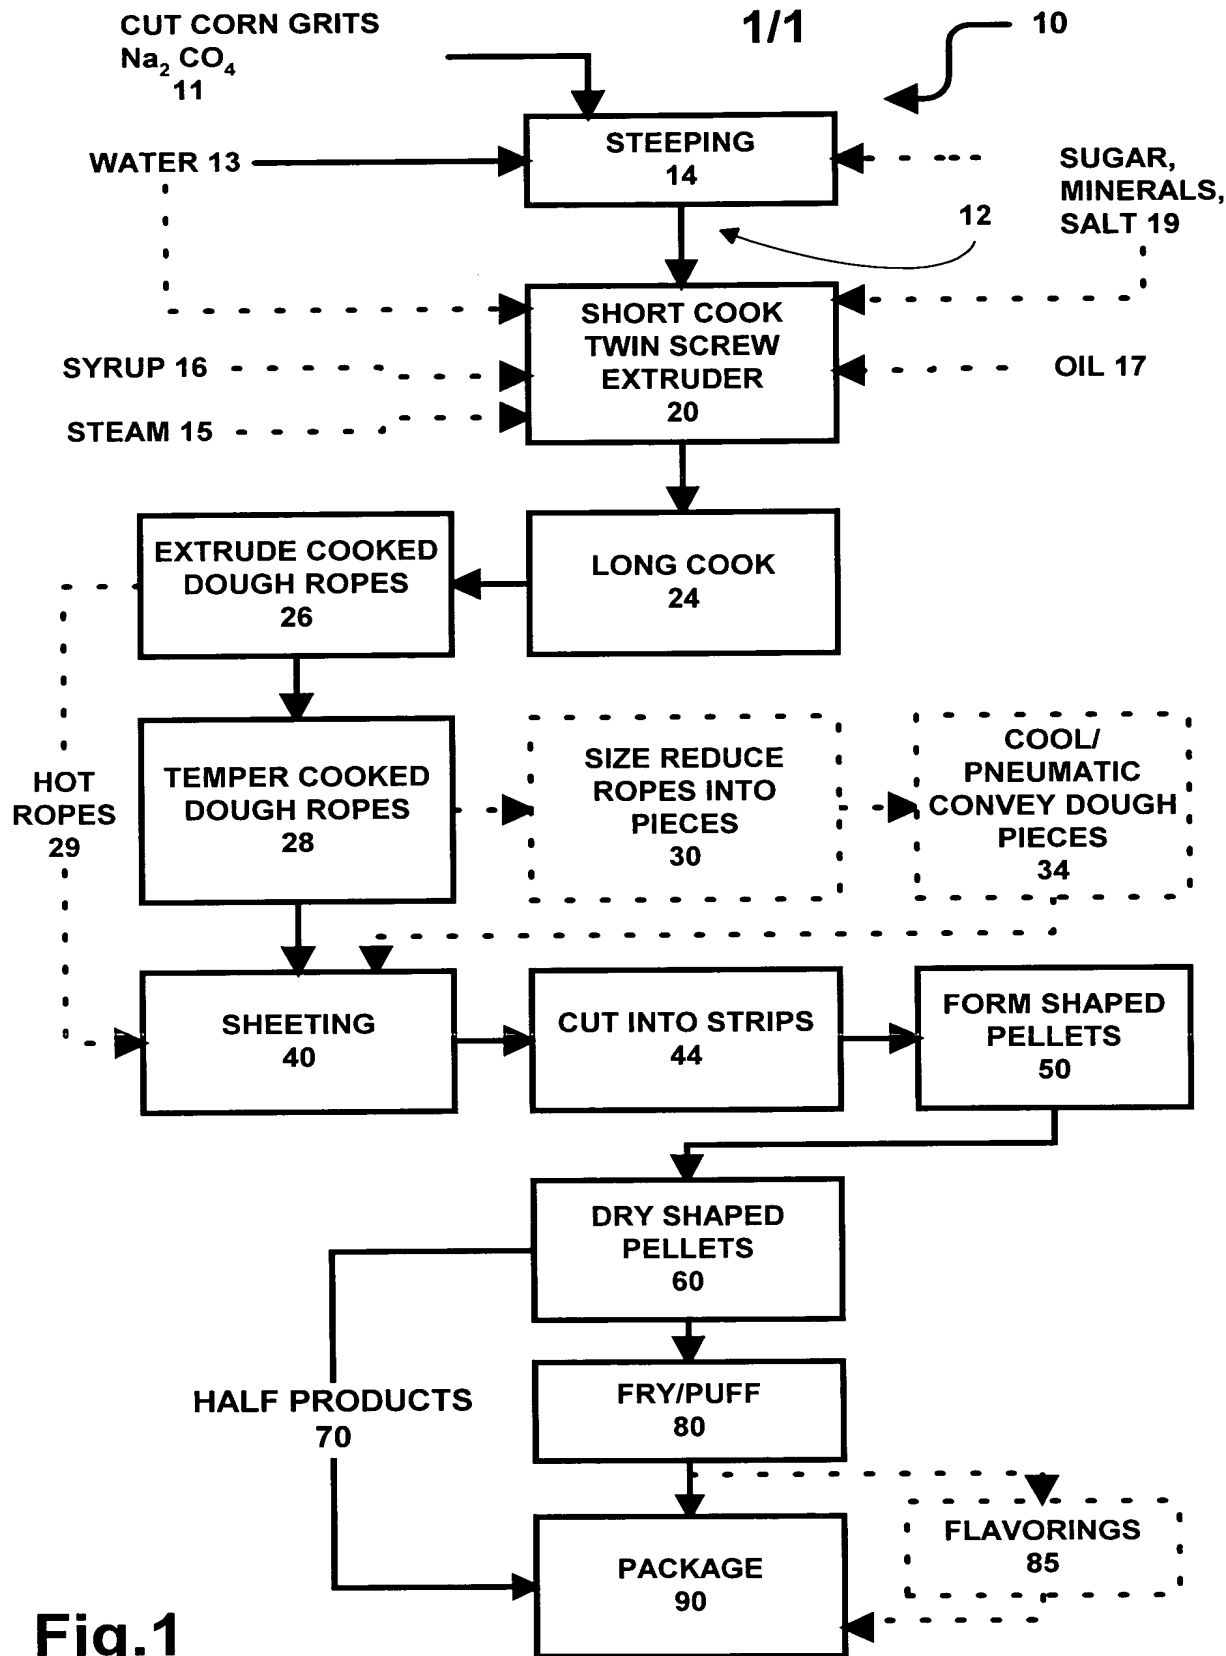 CUT CORN GRITS
Na₂ CO₄
11
1/1
10
STEEPING
14
WATER 13
SUGAR,
MINERALS,
SALT 19
12
SHORT COOK
TWIN SCREW
EXTRUDER
20
SYRUP 16
OIL 17
STEAM 15
EXTRUDE COOKED
DOUGH ROPES
26
LONG COOK
24
HOT
ROPES
29
TEMPER COOKED
DOUGH ROPES
28
SIZE REDUCE
ROPES INTO
PIECES
30
COOL/
PNEUMATIC
CONVEY DOUGH
PIECES
34
SHEETING
40
CUT INTO STRIPS
44
FORM SHAPED
PELLETS
50
DRY SHAPED
PELLETS
60
HALF PRODUCTS
70
FRY/PUFF
80
FLAVORINGS
85
PACKAGE
90
Fig.1